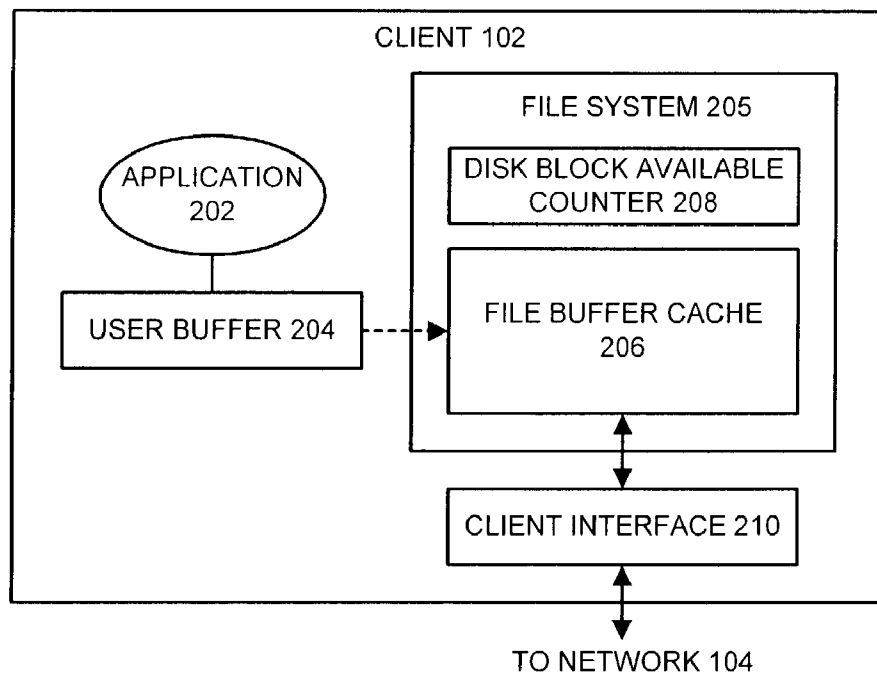 CLIENT 102
FILE SYSTEM 205
DISK BLOCK AVAILABLE
COUNTER 208
APPLICATION
202
USER BUFFER 204
FILE BUFFER CACHE
206
CLIENT INTERFACE 210
TO NETWORK 104